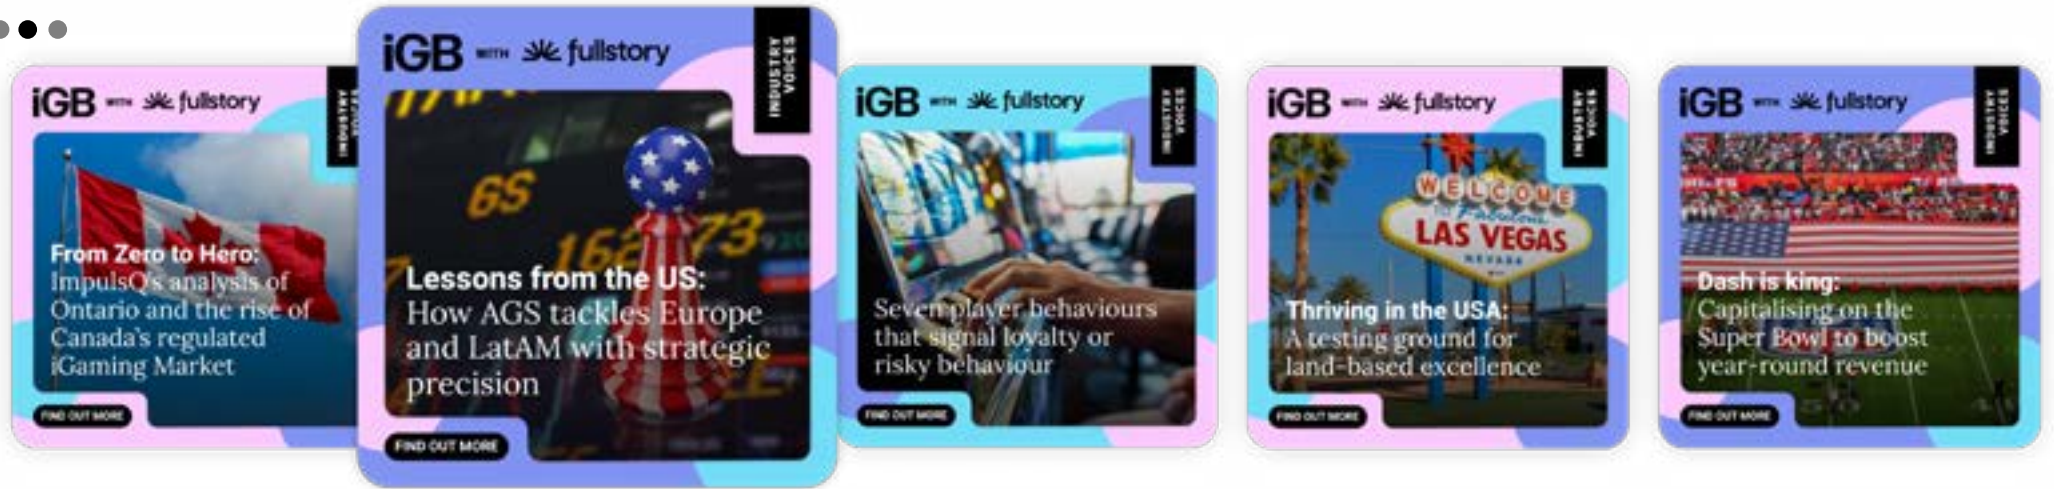 iGB WITH fullstory
INDUSTRY
VOICES
From Zero to Hero:
ImpulsQ's analysis of
Ontario and the rise of
Canada's regulated
iGaming Market
FIND OUT MORE
iGB WITH fullstory
INDUSTRY
VOICES
6S
162
73
Lessons from the US:
How AGS tackles Europe
and LatAM with strategic
precision
FIND OUT MORE
iGB WITH fullstory
INDUSTRY
VOICES
Seven player behaviours
that signal loyalty or
risky behaviour
FIND OUT MORE
iGB WITH fullstory
INDUSTRY
VOICES
WELCOME
TO Fabulous
LAS VEGAS
NEVADA
Thriving in the USA:
A testing ground for
land-based excellence
FIND OUT MORE
iGB WITH fullstory
INDUSTRY
VOICES
Dash is king:
Capitalising on the
Super Bowl to boost
year-round revenue
FIND OUT MORE